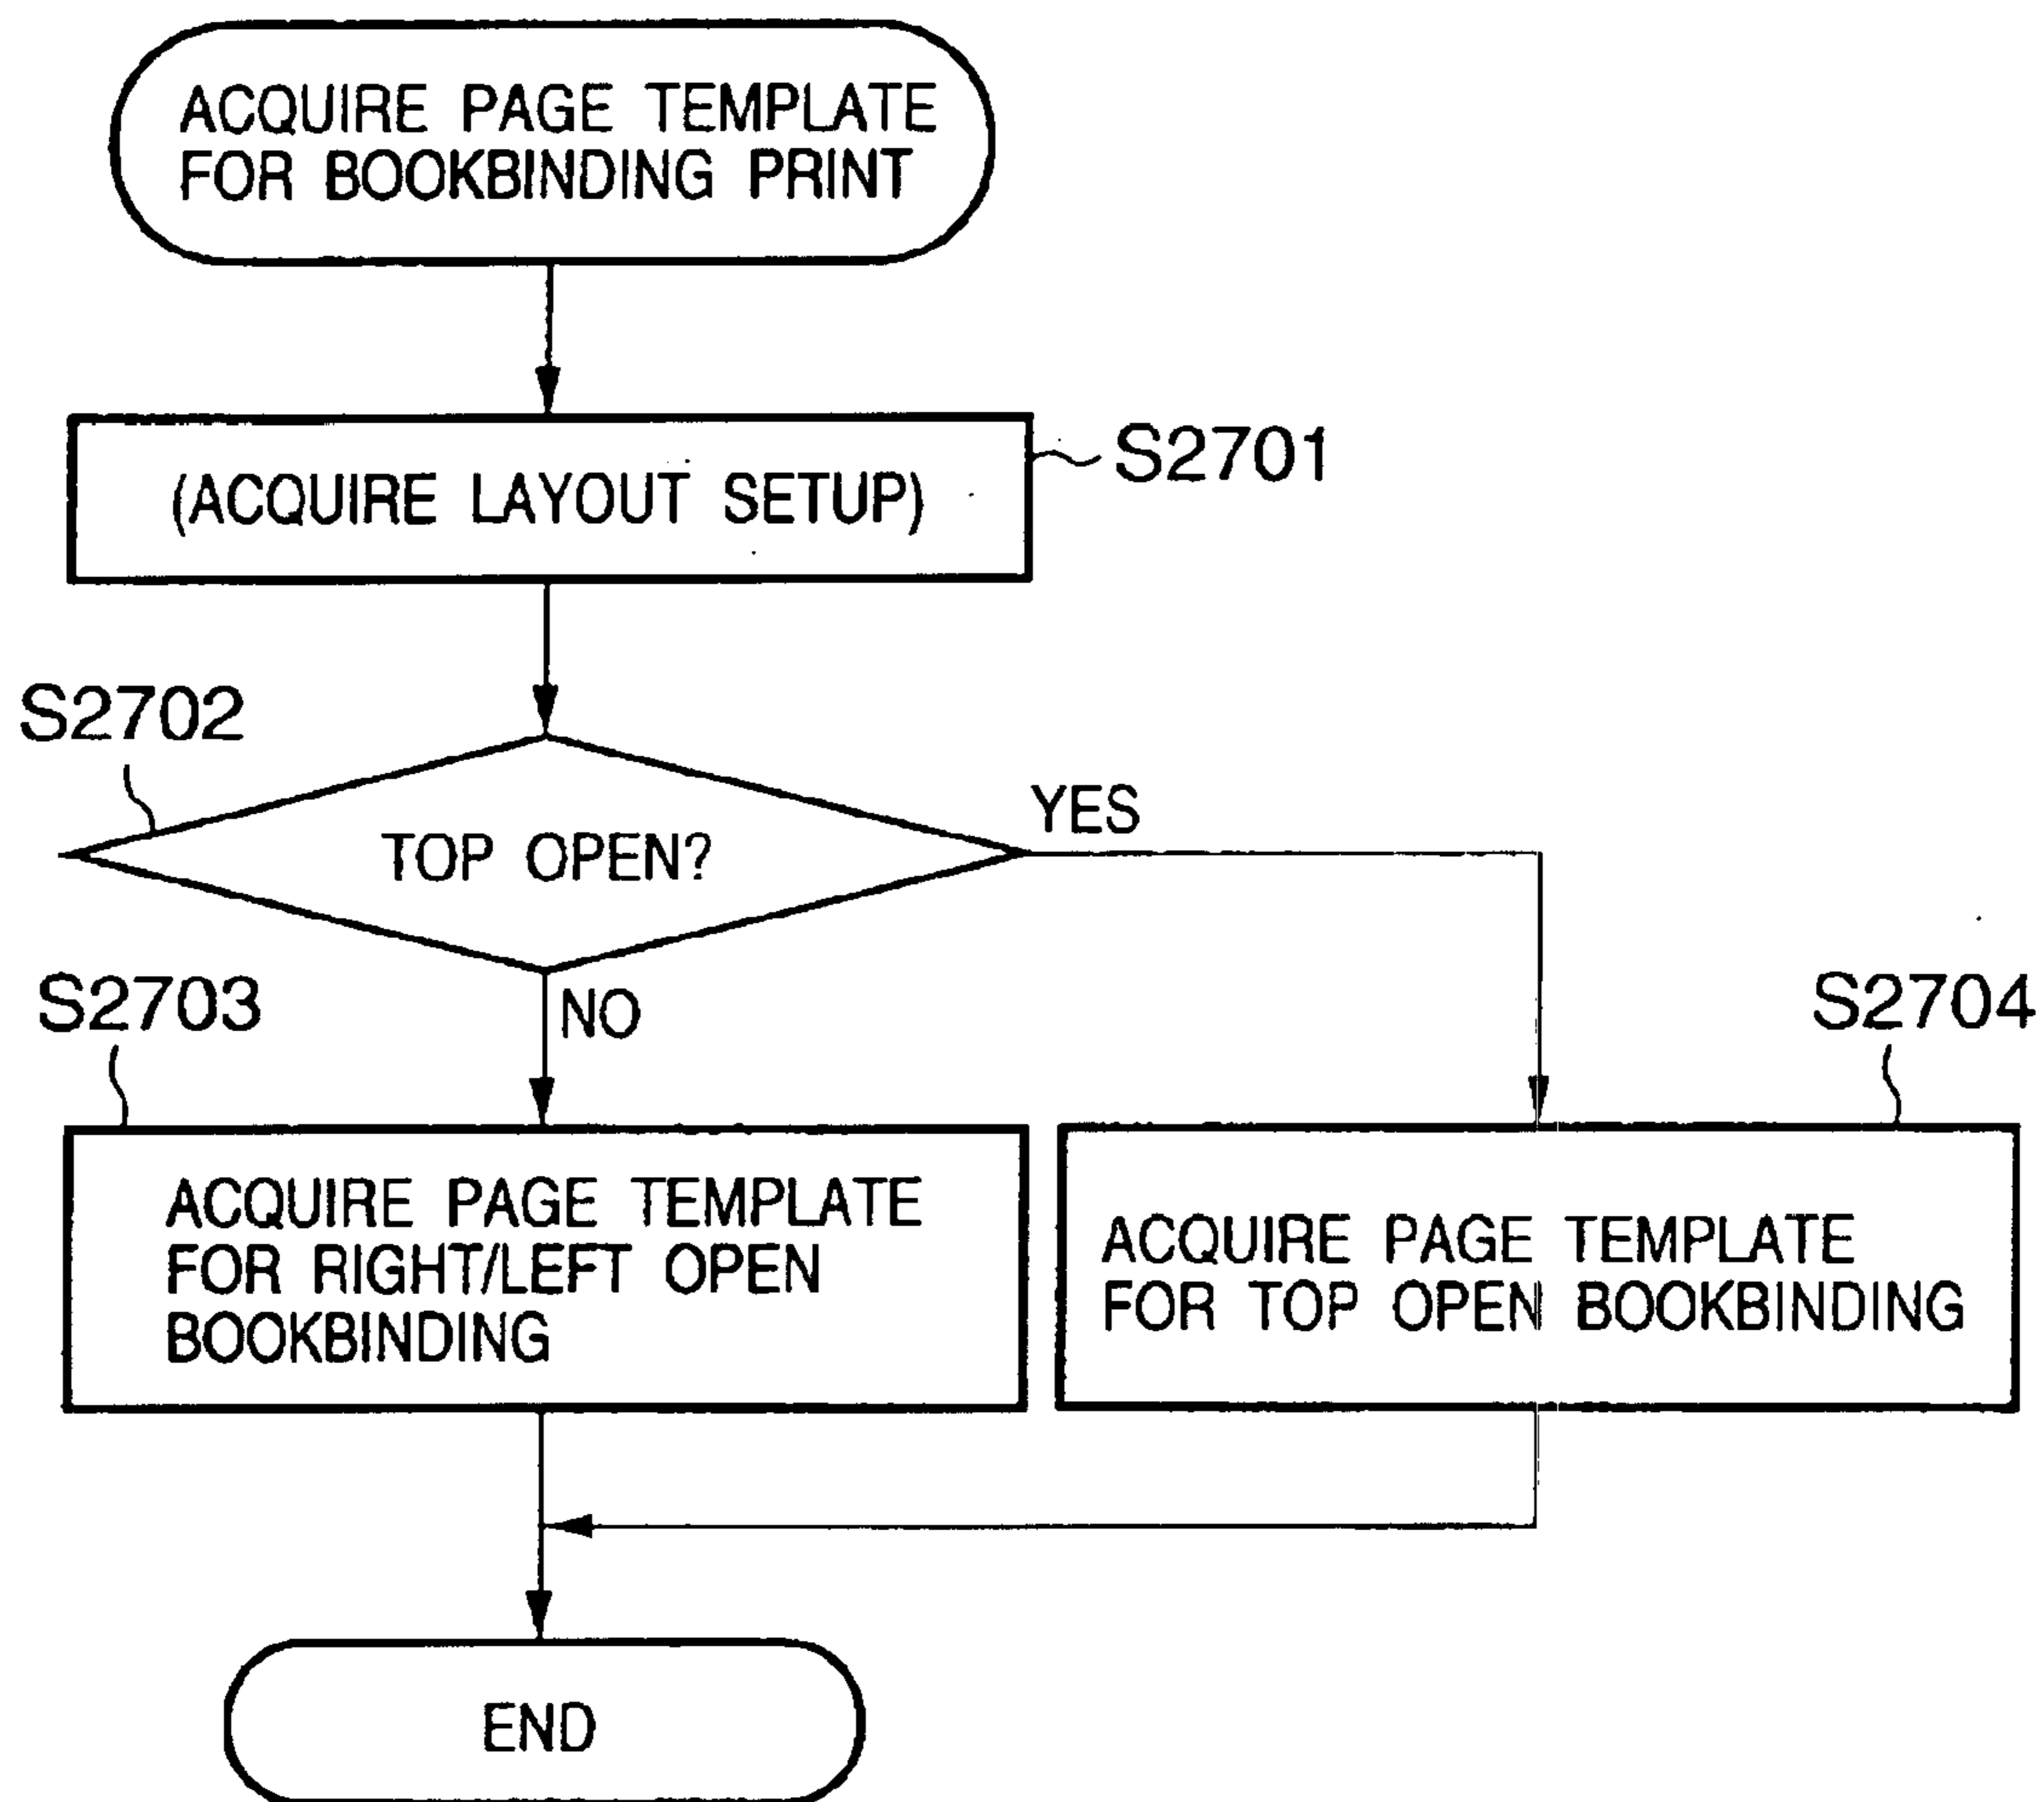 ACQUIRE PAGE TEMPLATE
FOR BOOKBINDING PRINT
(ACQUIRE LAYOUT SETUP)
S2701
S2702
TOP OPEN?
YES
NO
S2703
S2704
ACQUIRE PAGE TEMPLATE
FOR RIGHT/LEFT OPEN
BOOKBINDING
ACQUIRE PAGE TEMPLATE
FOR TOP OPEN BOOKBINDING
END